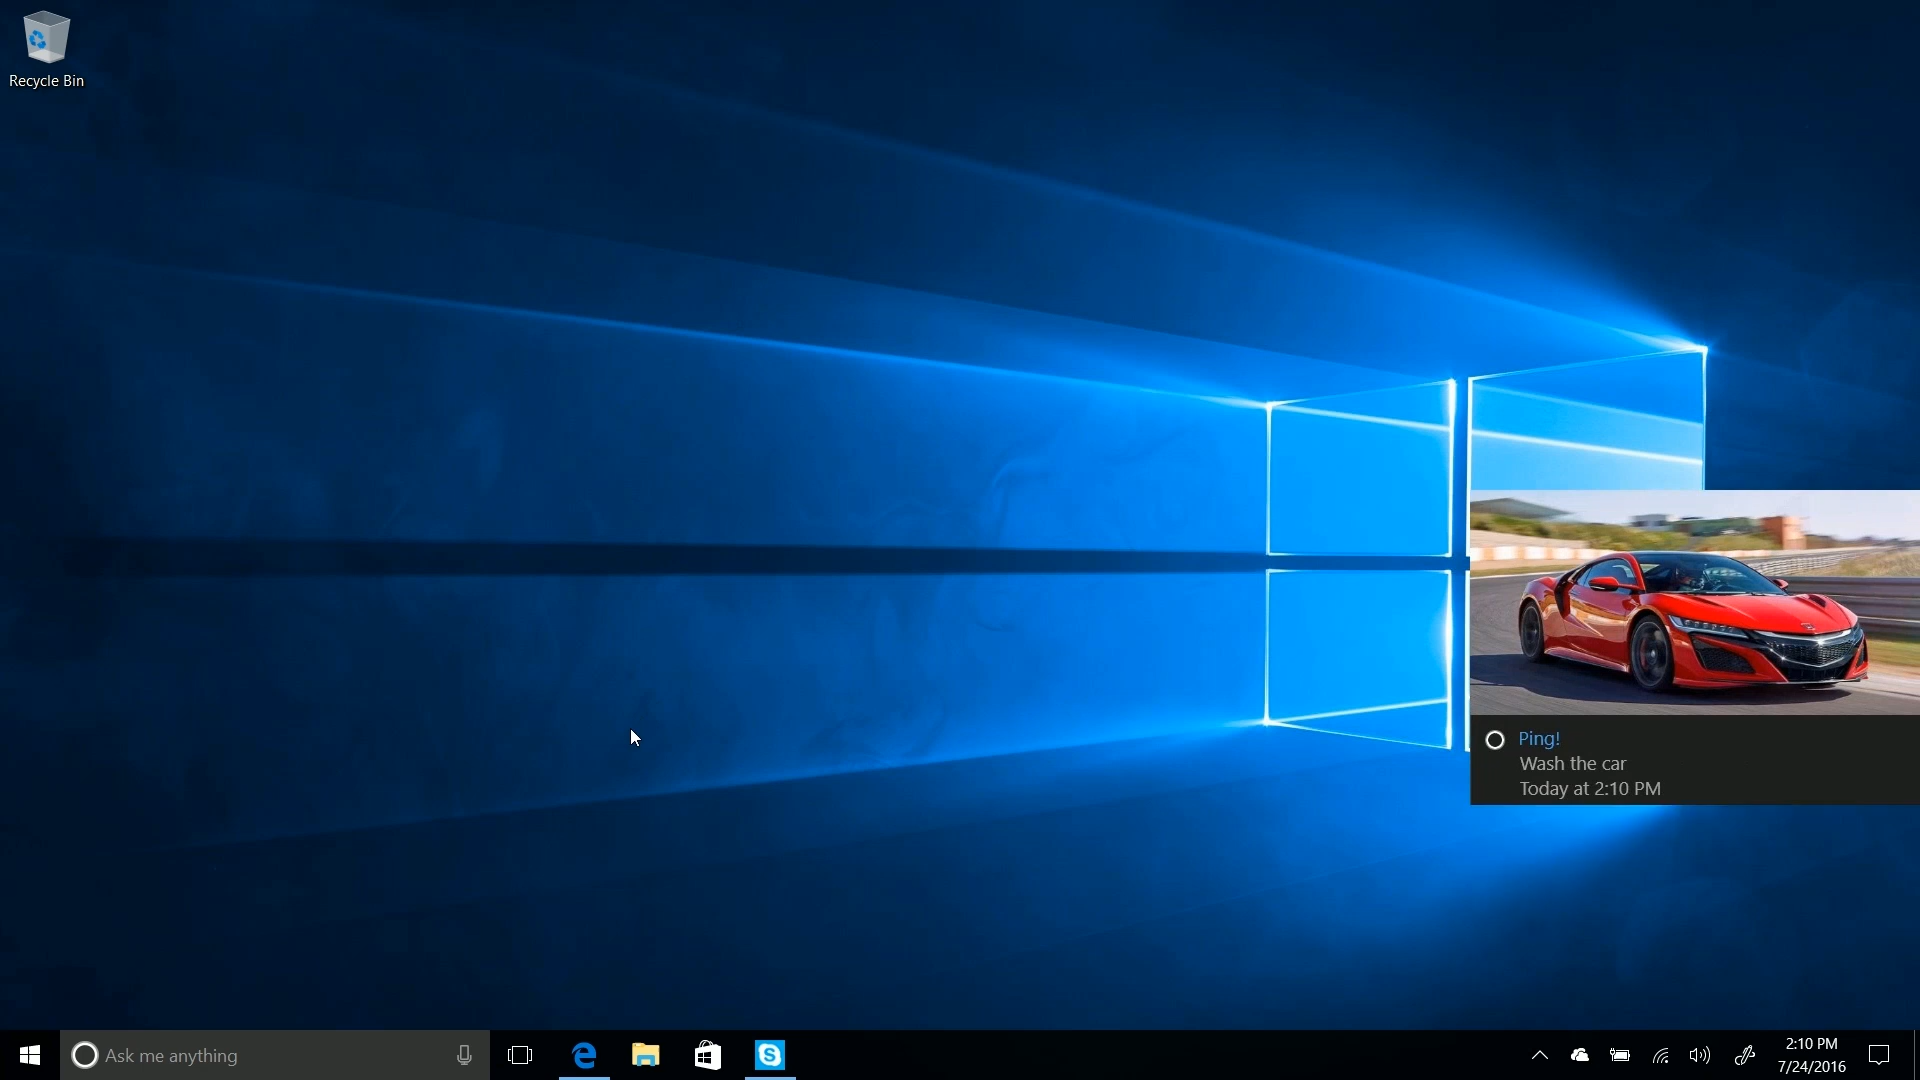 Recycle Bin
Ping!
Wash the car
Today at 2:10 PM
Ask me anything
2:10 PM
7/24/2016